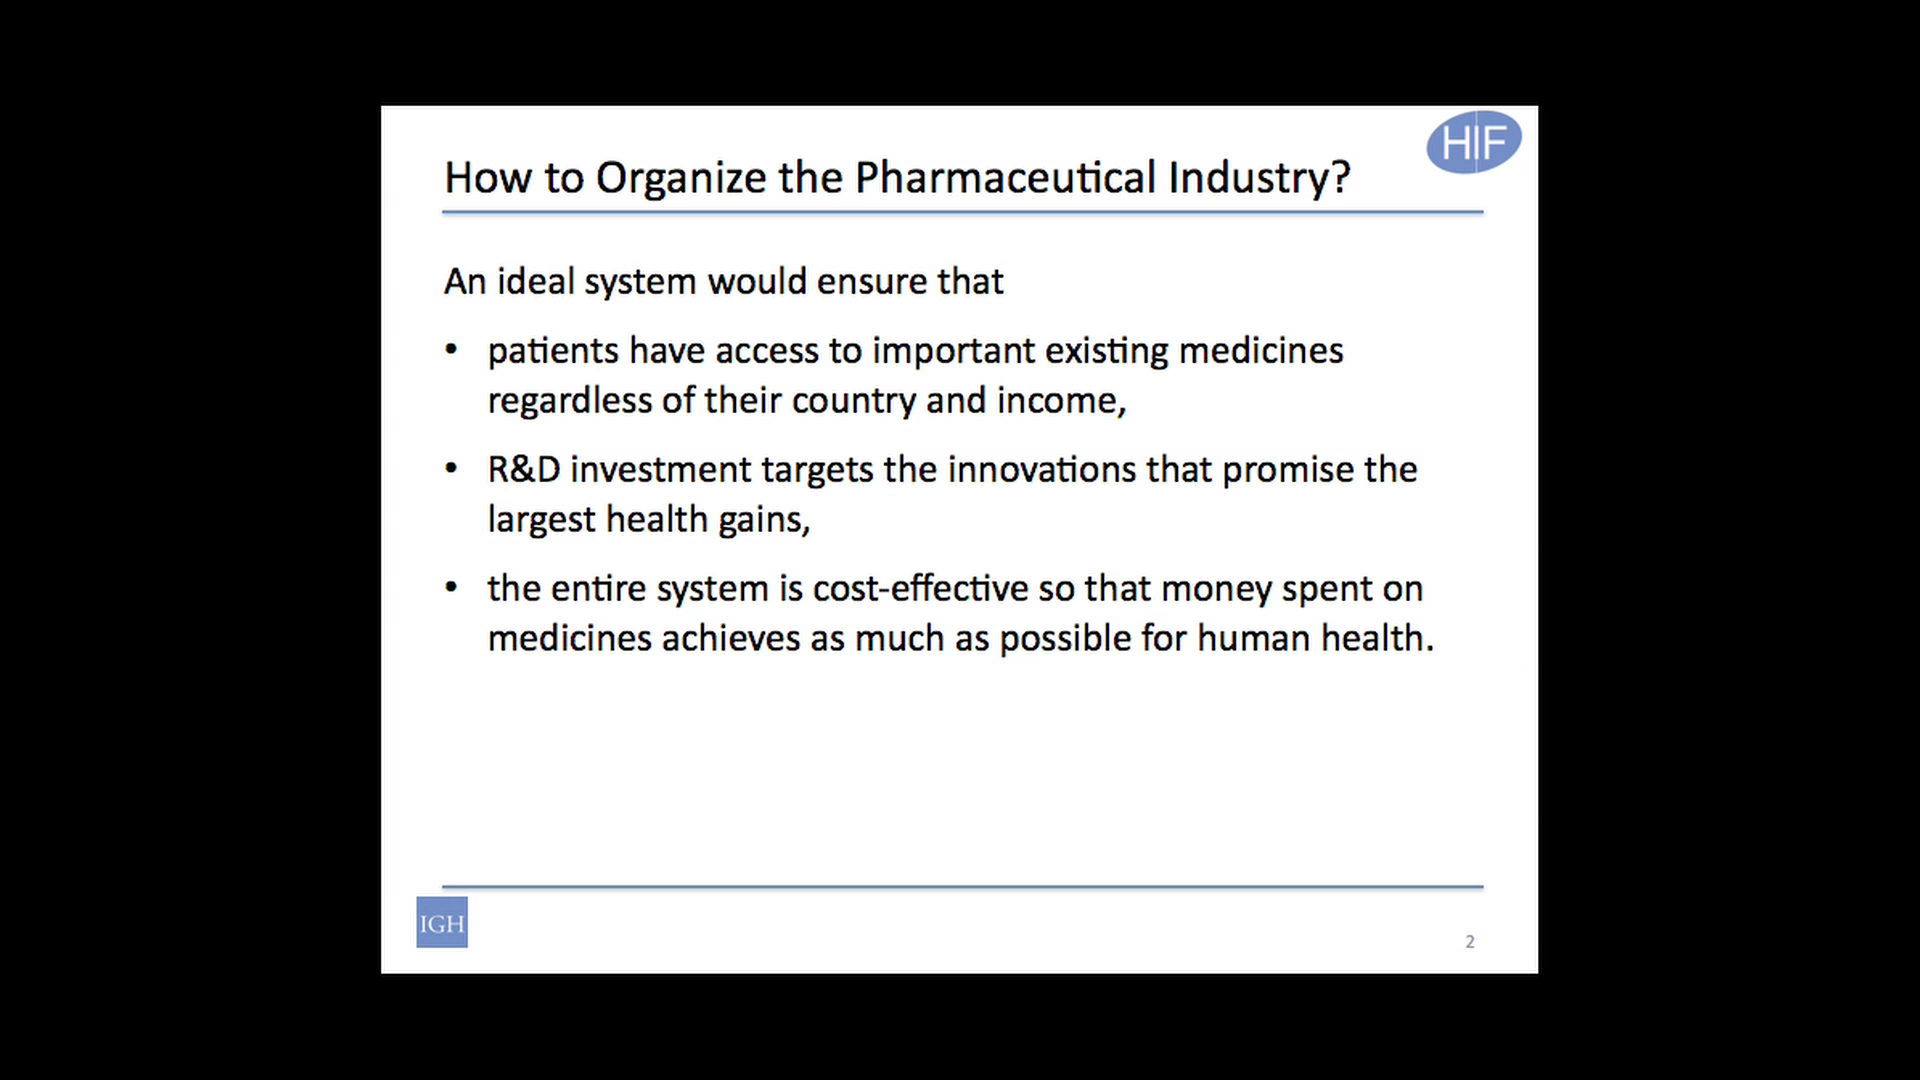 HIF
How to Organize the Pharmaceutical Industry?
An ideal system would ensure that
• patients have access to important existing medicines
regardless of their country and income,
• R&D investment targets the innovations that promise the
largest health gains,
• the entire system is cost-effective so that money spent on
medicines achieves as much as possible for human health.
IGH
2